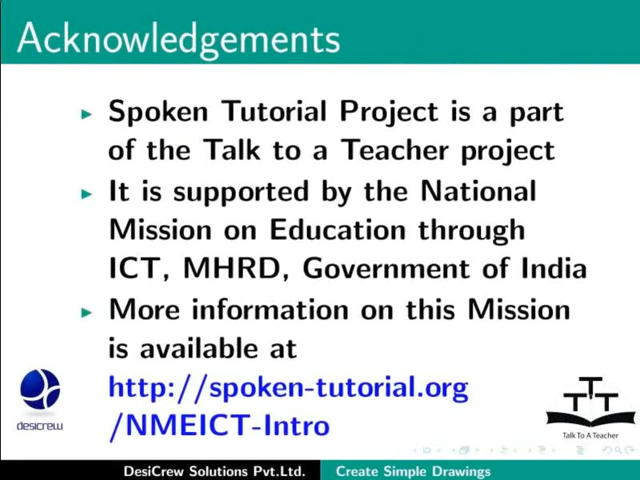 Acknowledgements
Spoken Tutorial Project is a part
of the Talk to a Teacher project
It is supported by the National
Mission on Education through
ICT, MHRD, Government of India
More information on this Mission
is available at
http://spoken-tutorial.org
/NMEICT-Intro
desicrew
TTT
Talk To A Teacher
DesiCrew Solutions Pvt.Ltd.
Create Simple Drawings